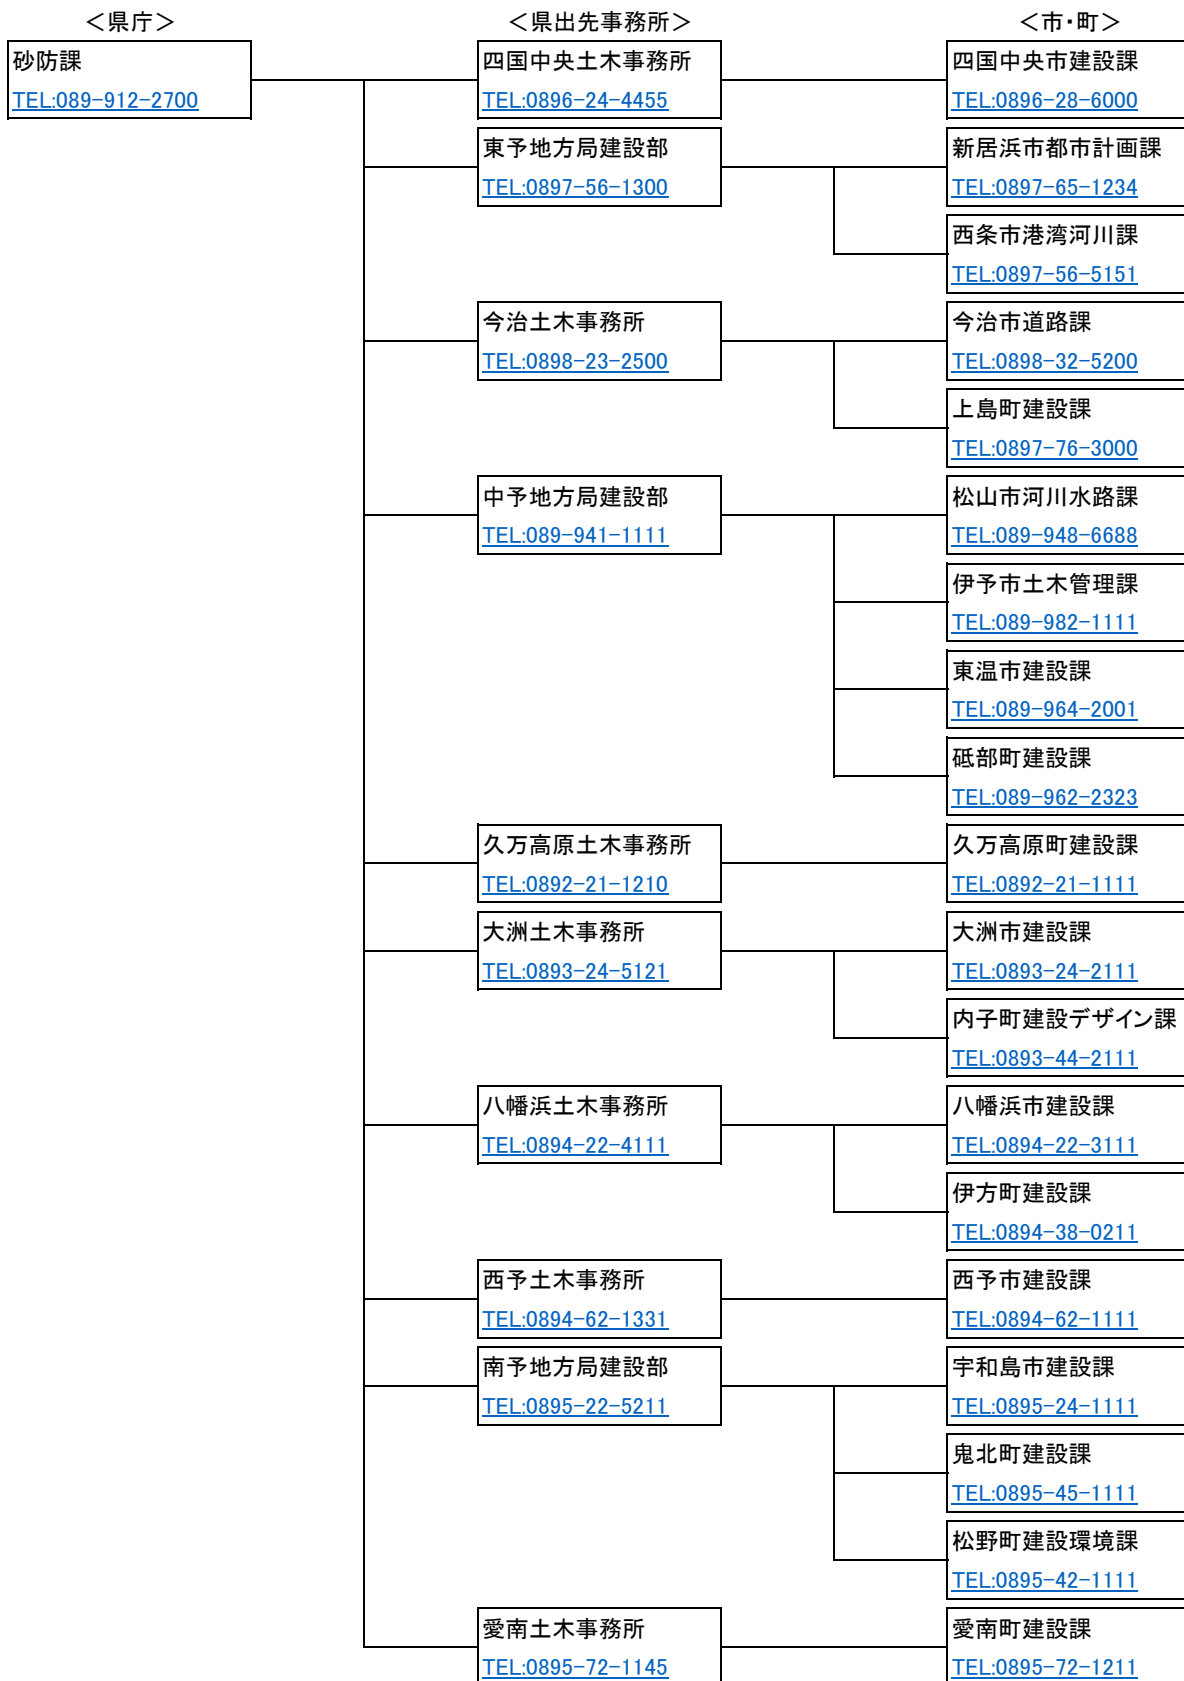 ＜県庁＞
＜県出先事務所＞
＜市・町＞
砂防課
TEL:089-912-2700
四国中央土木事務所
TEL:0896-24-4455
四国中央市建設課
TEL:0896-28-6000
東予地方局建設部
TEL:0897-56-1300
新居浜市都市計画課
TEL:0897-65-1234
西条市港湾河川課
TEL:0897-56-5151
今治土木事務所
TEL:0898-23-2500
今治市道路課
TEL:0898-32-5200
上島町建設課
TEL:0897-76-3000
中予地方局建設部
TEL:089-941-1111
松山市河川水路課
TEL:089-948-6688
伊予市土木管理課
TEL:089-982-1111
東温市建設課
TEL:089-964-2001
砥部町建設課
TEL:089-962-2323
久万高原土木事務所
TEL:0892-21-1210
久万高原町建設課
TEL:0892-21-1111
大洲土木事務所
TEL:0893-24-5121
大洲市建設課
TEL:0893-24-2111
内子町建設デザイン課
TEL:0893-44-2111
八幡浜土木事務所
TEL:0894-22-4111
八幡浜市建設課
TEL:0894-22-3111
伊方町建設課
TEL:0894-38-0211
西予土木事務所
TEL:0894-62-1331
西予市建設課
TEL:0894-62-1111
南予地方局建設部
TEL:0895-22-5211
宇和島市建設課
TEL:0895-24-1111
鬼北町建設課
TEL:0895-45-1111
松野町建設環境課
TEL:0895-42-1111
愛南土木事務所
TEL:0895-72-1145
愛南町建設課
TEL:0895-72-1211